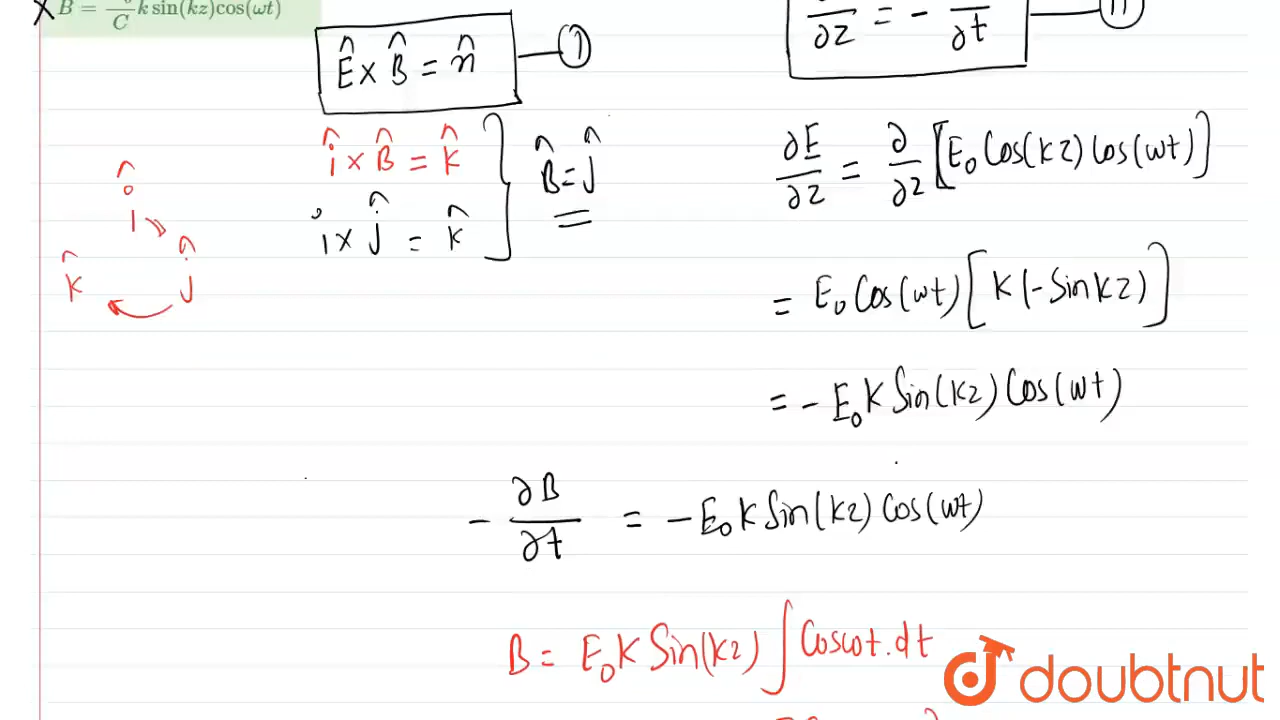 B = —/C k sin(kz)cos(ωt)
Ê × B̂ = n̂ — I
∂z = - ∂t — II
î × B̂ = k̂
i × ĵ = k̂
B̂ = ĵ
î
k̂ ĵ
∂E/∂z = ∂/∂z [E₀ Cos(kz) cos(ωt)]
= E₀ Cos(ωt) [K(-Sin kz)]
= - E₀ K Sin(kz) Cos(ωt)
- ∂B/∂t = - E₀ K Sin(kz) Cos(ωt)
B = E₀ K Sin(kz) ∫ Cos ωt. dt
doubtnut